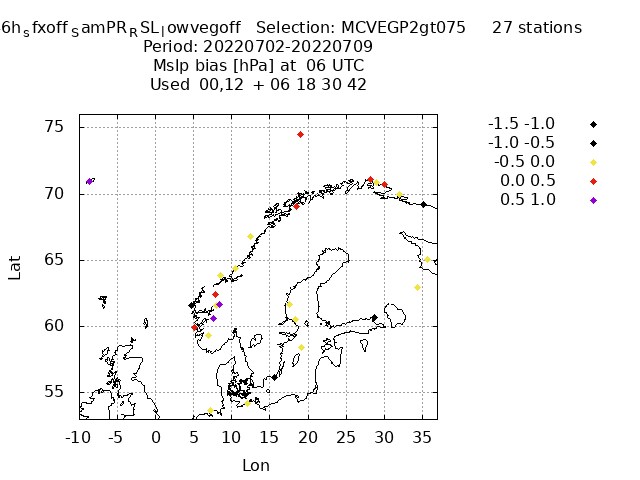 6h_sfxoff_samPR_RSL_lowvegoff Selection: MCVEGP2gt075 27 stations
Period: 20220702-20220709
Mslp bias [hPa] at 06 UTC
Used 00,12 + 06 18 30 42
-1.5 -1.0
-1.0 -0.5
-0.5 0.0
0.0 0.5
0.5 1.0
75
70
65
60
55
Lat
-10 -5 0 5 10 15 20 25 30 35
Lon